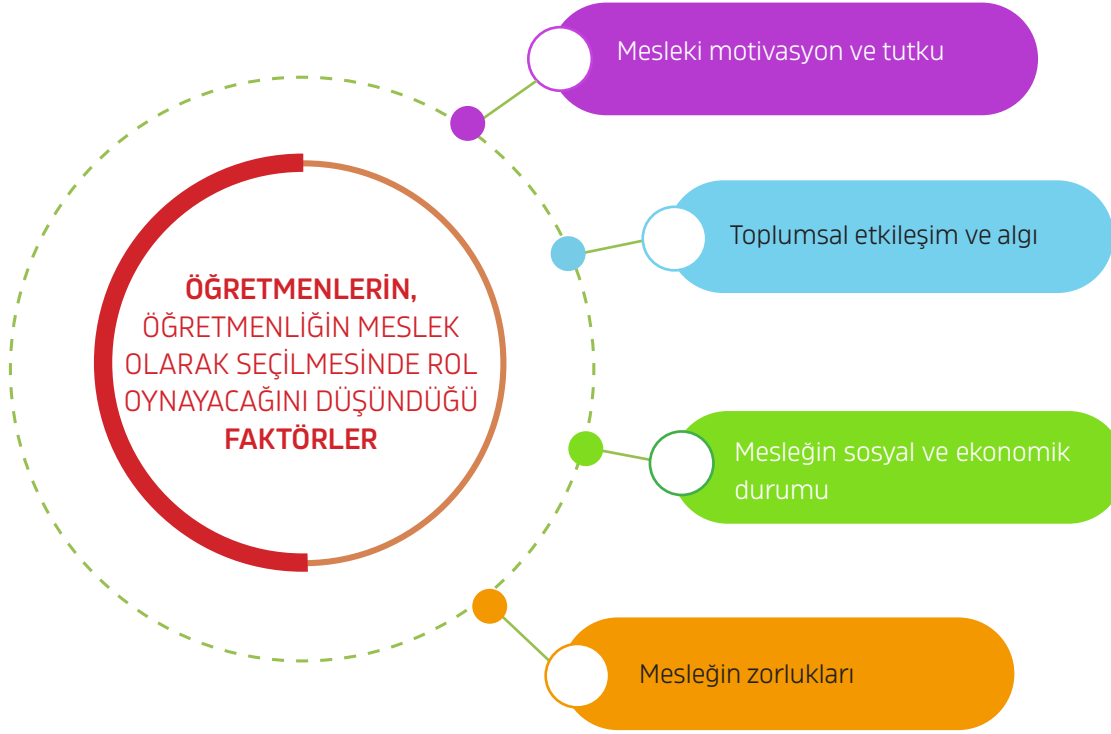 Mesleki motivasyon ve tutku
Toplumsal etkileşim ve algı
ÖĞRETMENLERİN,
ÖĞRETMENLİĞİN MESLEK
OLARAK SEÇİLMESİNDE ROL
OYNAYACAĞINI DÜŞÜNDÜĞÜ
FAKTÖRLER
Mesleğin sosyal ve ekonomik
durumu
Mesleğin zorlukları